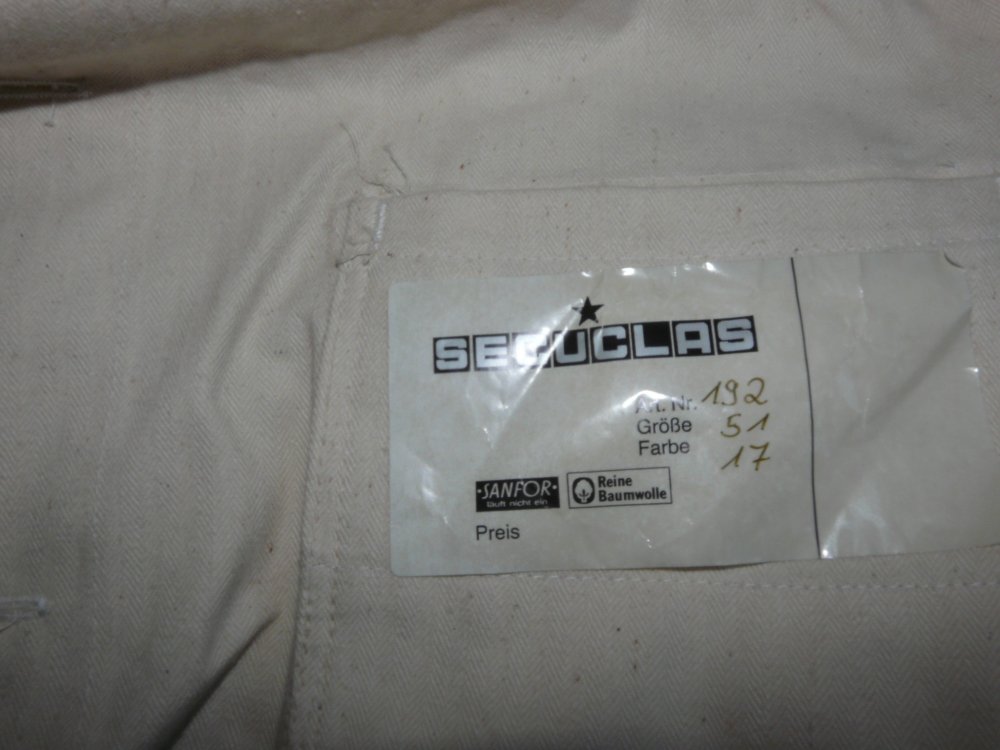 SECUCLAS
Art. Nr. 192
Größe 51
Farbe 17
·SANFOR·
läuft nicht ein
Reine
Baumwolle
Preis